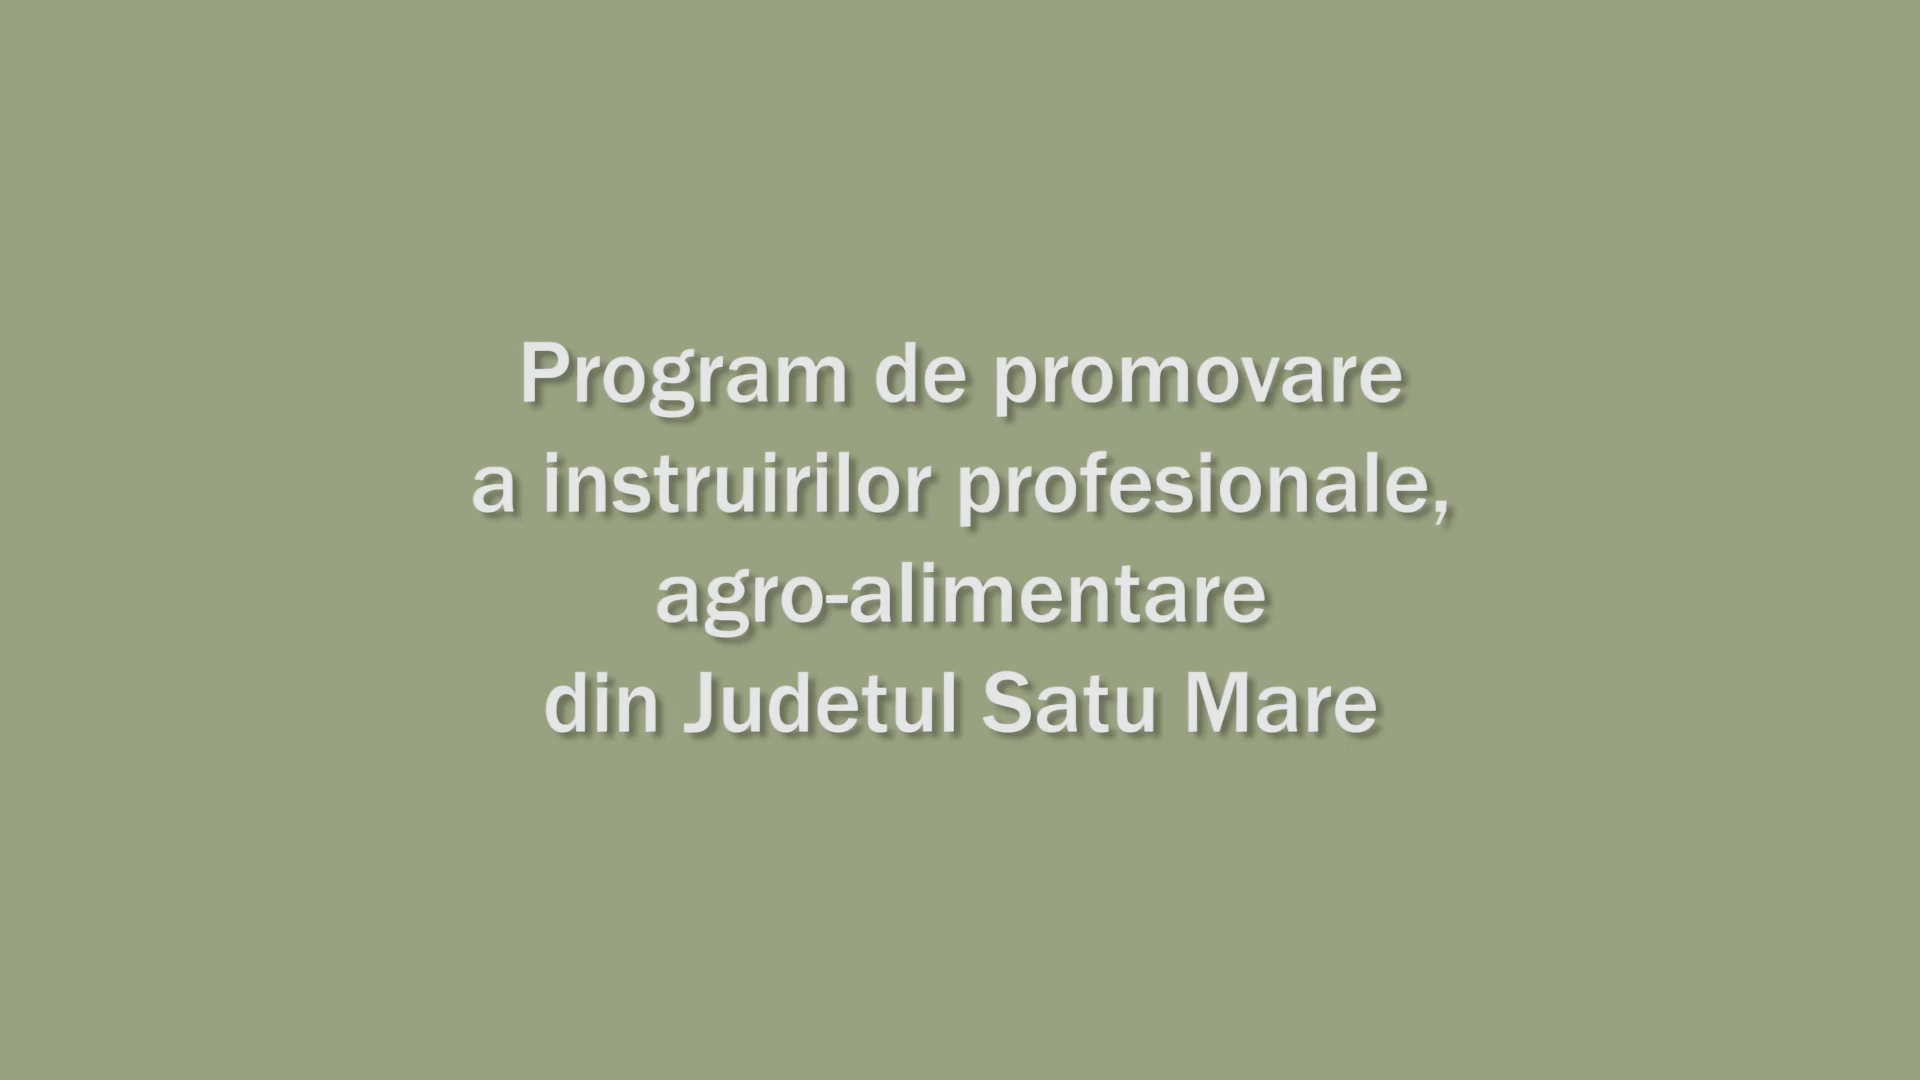 Program de promovare
a instruirilor profesionale,
agro-alimentare
din Judetul Satu Mare